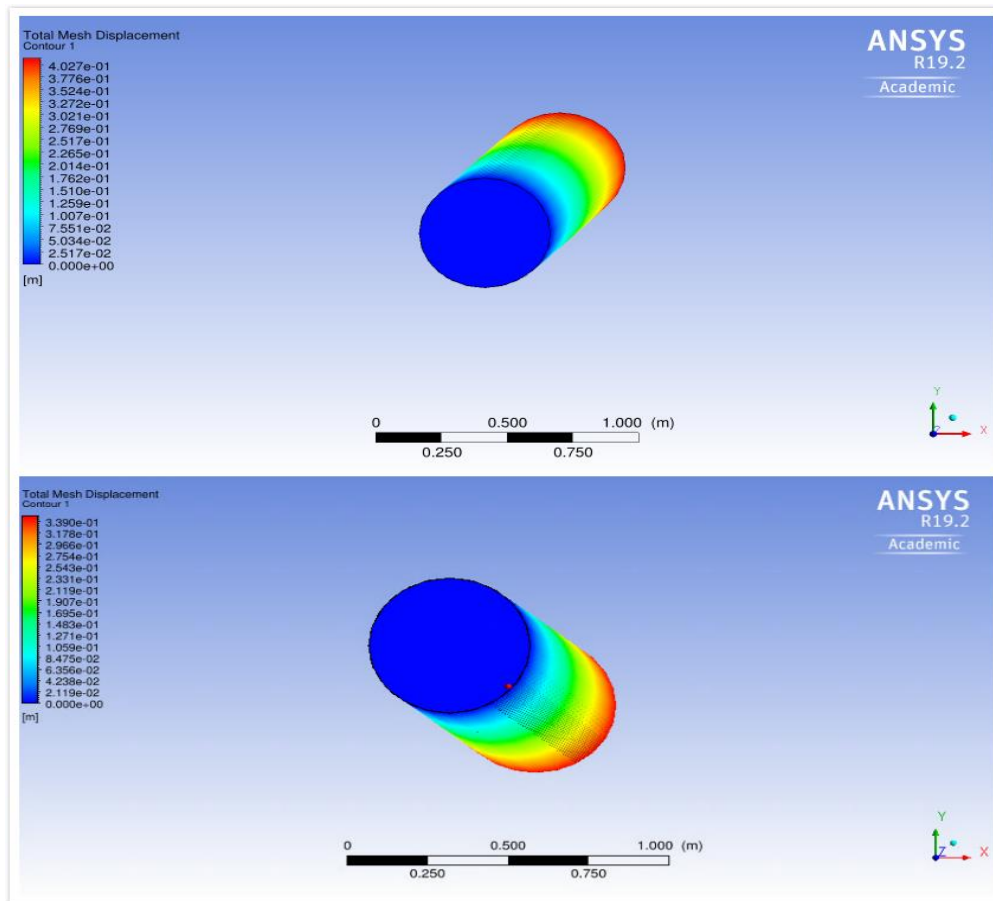 Total Mesh Displacement
Contour 1
4.027e-01
3.776e-01
3.524e-01
3.272e-01
3.021e-01
2.769e-01
2.517e-01
2.265e-01
2.014e-01
1.762e-01
1.510e-01
1.259e-01
1.007e-01
7.551e-02
5.034e-02
2.517e-02
0.000e+00
[m]
ANSYS
R19.2
Academic
0 0.500 1.000 (m)
0.250 0.750
Y
Z X
Total Mesh Displacement
Contour 1
3.390e-01
3.178e-01
2.966e-01
2.754e-01
2.543e-01
2.331e-01
2.119e-01
1.907e-01
1.695e-01
1.483e-01
1.271e-01
1.059e-01
8.475e-02
6.356e-02
4.238e-02
2.119e-02
0.000e+00
[m]
ANSYS
R19.2
Academic
0 0.500 1.000 (m)
0.250 0.750
Y
Z X